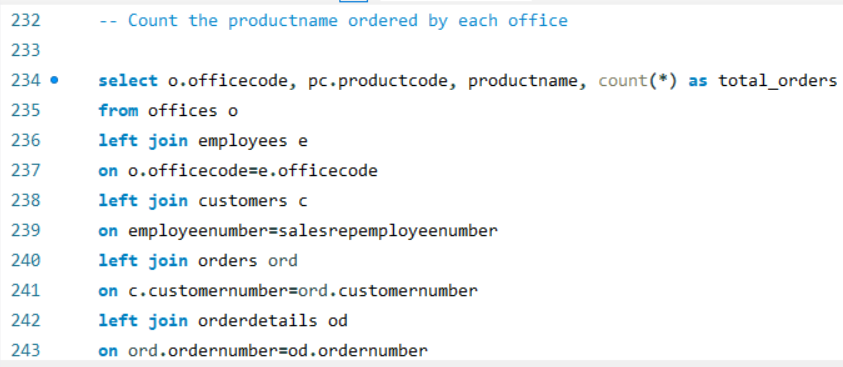 232 -- Count the productname ordered by each office
233
234 select o.officecode, pc.productcode, productname, count(*) as total_orders
235 from offices o
236 left join employees e
237 on o.officecode=e.officecode
238 left join customers c
239 on employeenumber=salesrepemployeenumber
240 left join orders ord
241 on c.customernumber=ord.customernumber
242 left join orderdetails od
243 on ord.ordernumber=od.ordernumber